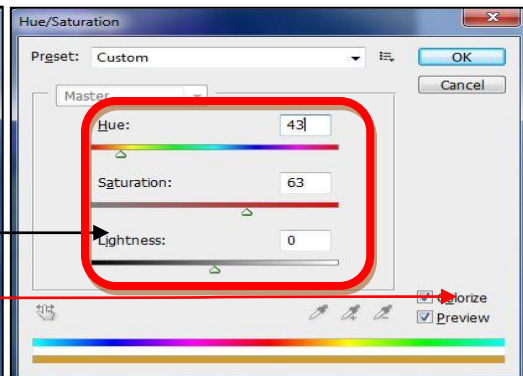 Hue/Saturation
Preset: Custom
OK
Cancel
Master
Hue: 43
Saturation: 63
Lightness: 0
Colorize
Preview